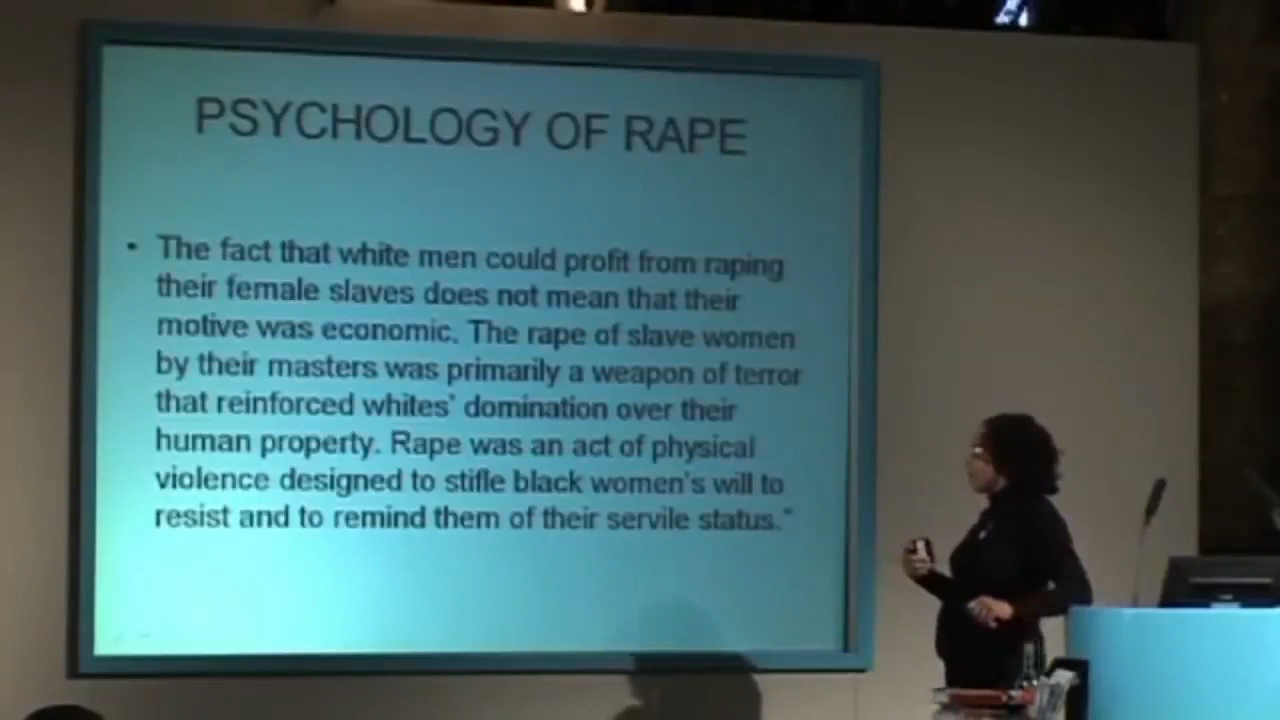 PSYCHOLOGY OF RAPE
• The fact that white men could profit from raping
their female slaves does not mean that their
motive was economic. The rape of slave women
by their masters was primarily a weapon of terror
that reinforced whites' domination over their
human property. Rape was an act of physical
violence designed to stifle black women's will to
resist and to remind them of their servile status."